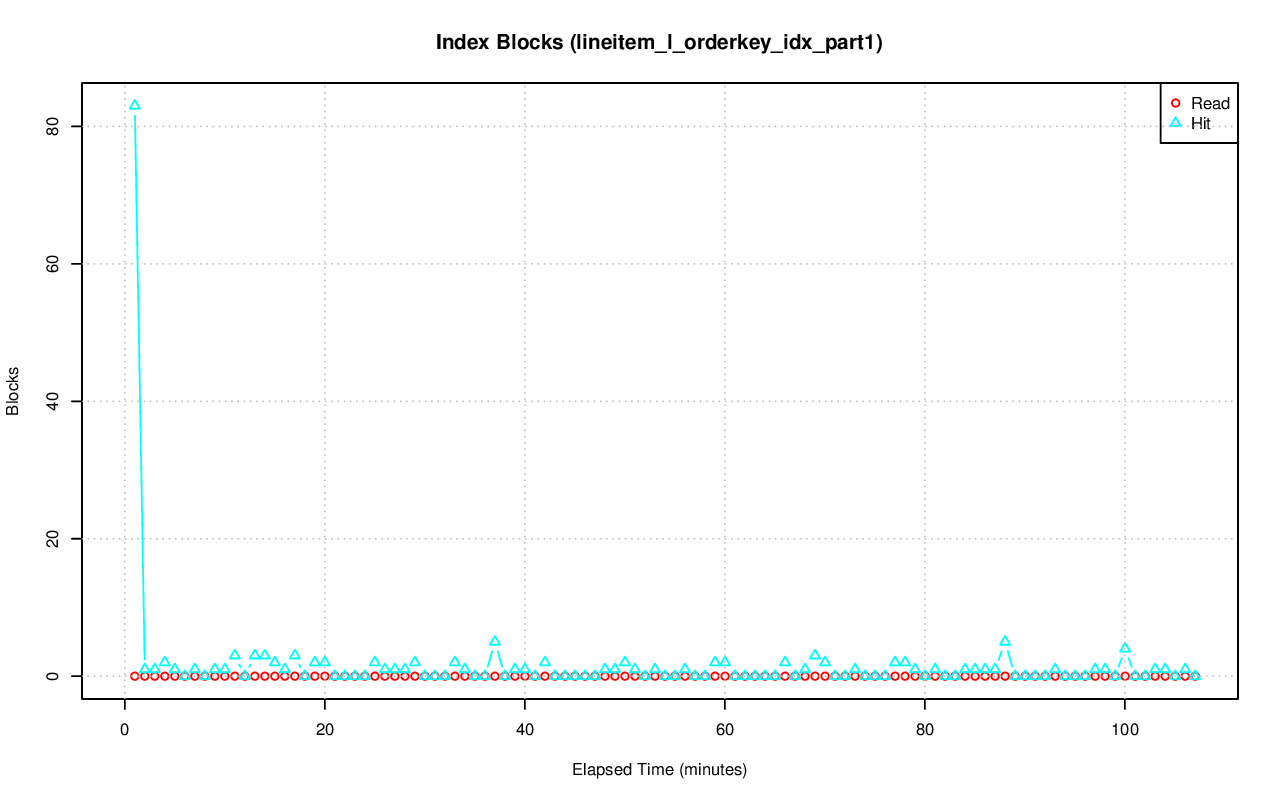 Index Blocks (lineitem_l_orderkey_idx_part1)
Read
Hit
80
60
40
20
0
Blocks
0 20 40 60 80 100
Elapsed Time (minutes)